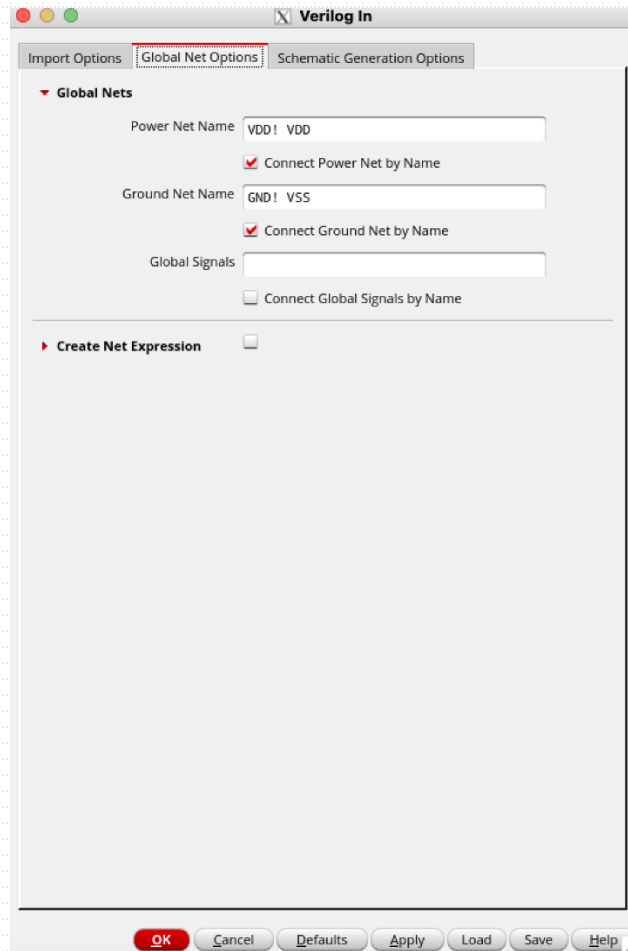 Verilog In
Import Options Global Net Options Schematic Generation Options
Global Nets
Power Net Name VDD! VDD
Connect Power Net by Name
Ground Net Name GND! VSS
Connect Ground Net by Name
Global Signals
Connect Global Signals by Name
Create Net Expression
OK Cancel Defaults Apply Load Save Help